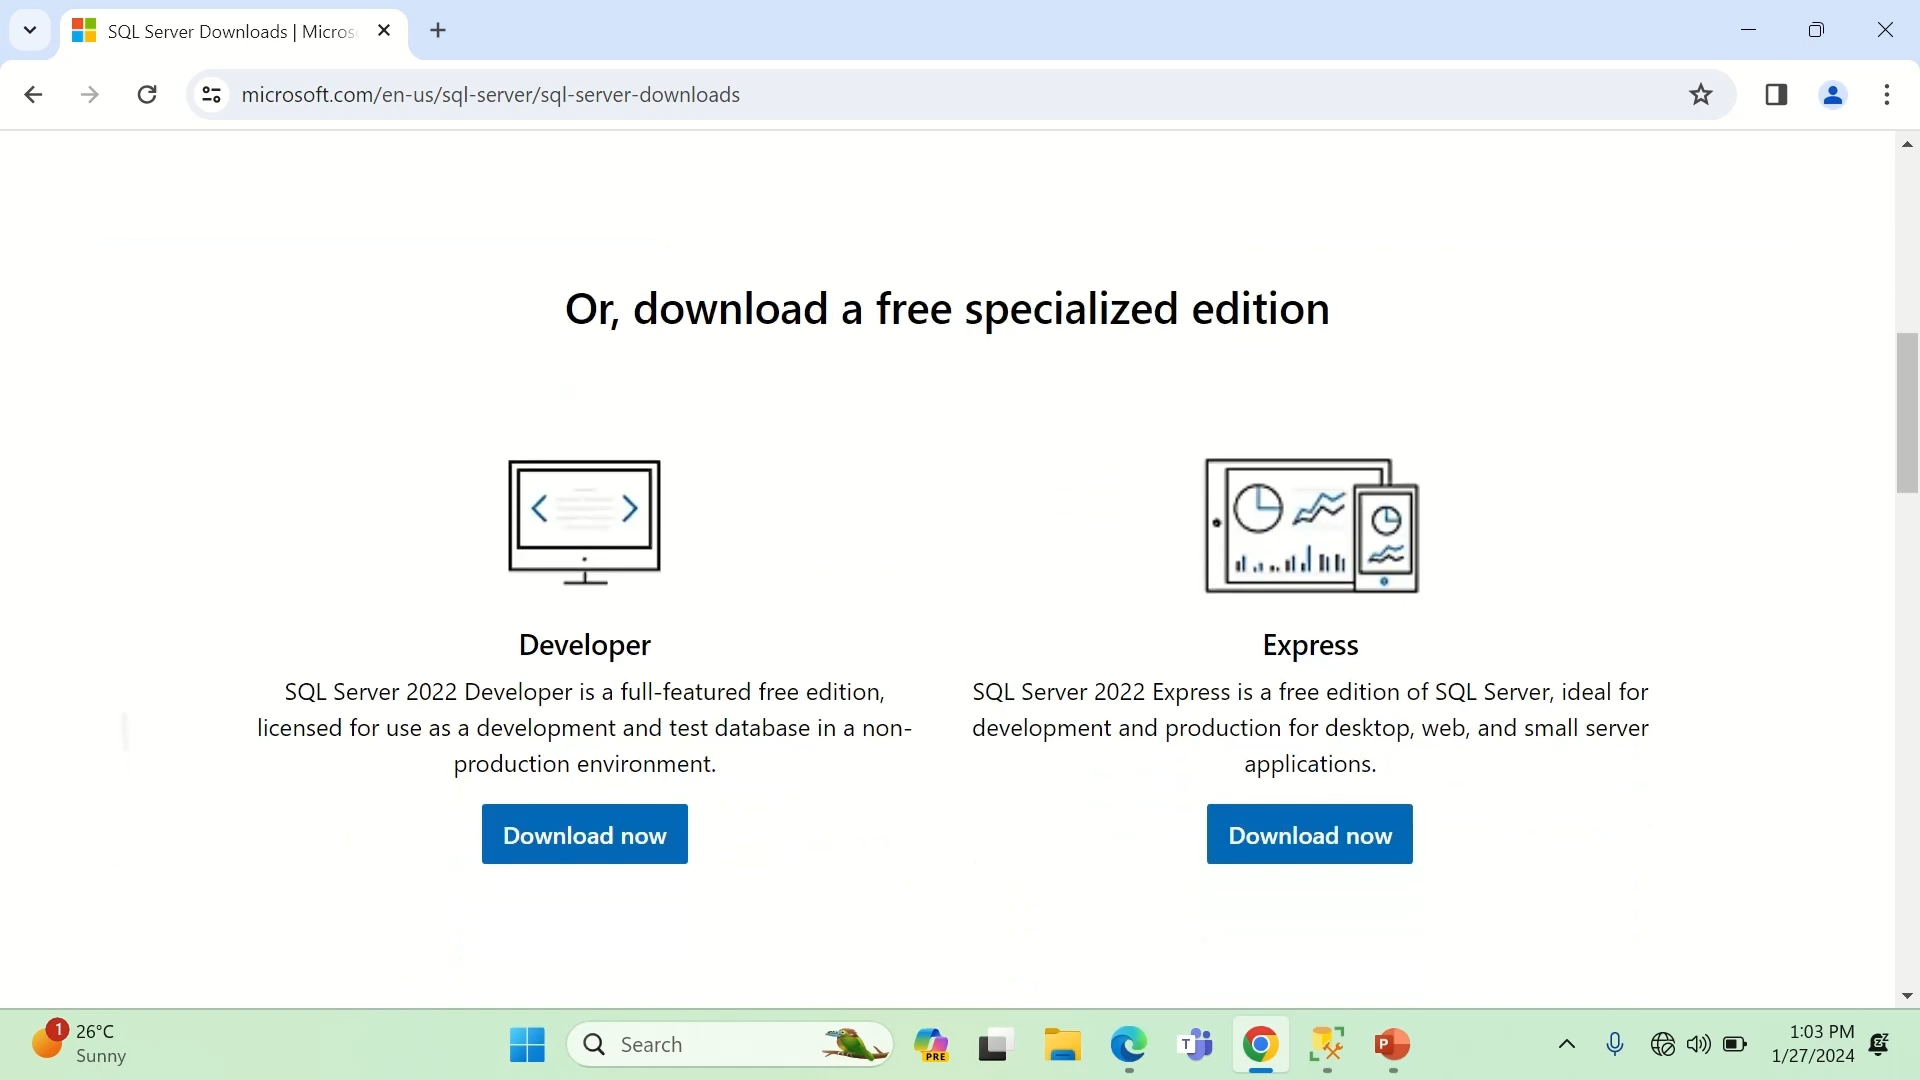 SQL Server Downloads | Micros
microsoft.com/en-us/sql-server/sql-server-downloads
Or, download a free specialized edition
Developer
SQL Server 2022 Developer is a full-featured free edition,
licensed for use as a development and test database in a non-
production environment.
Download now
Express
SQL Server 2022 Express is a free edition of SQL Server, ideal for
development and production for desktop, web, and small server
applications.
Download now
1
26°C
Sunny
Search
PRE
T
P
1:03 PM
1/27/2024